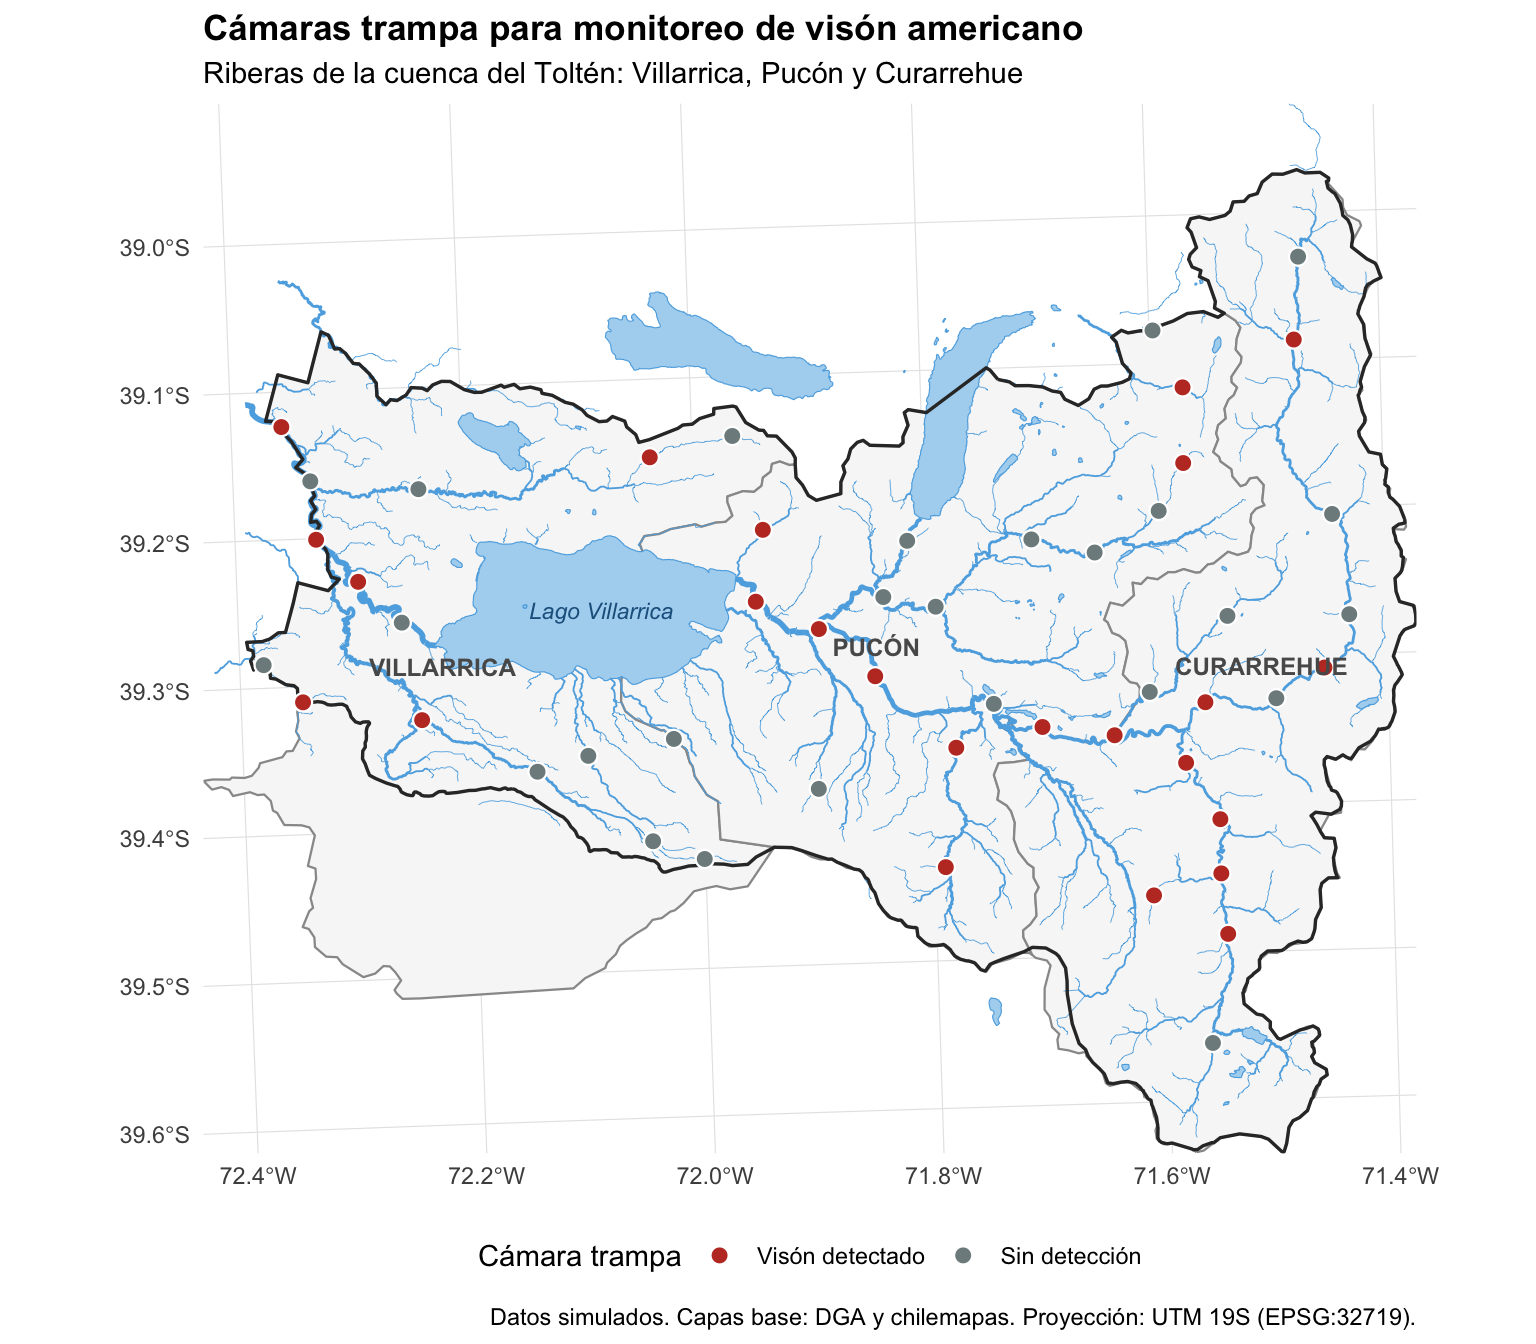 Cámaras trampa para monitoreo de visón americano
Riberas de la cuenca del Toltén: Villarrica, Pucón y Curarrehue
39.0°S
39.1°S
39.2°S
39.3°S
39.4°S
39.5°S
39.6°S
Lago Villarrica
PUCÓN
VILLARRICA
CURARREHUE
72.4°W
72.2°W
72.0°W
71.8°W
71.6°W
71.4°W
Cámara trampa
Visón detectado
Sin detección
Datos simulados. Capas base: DGA y chilemapas. Proyección: UTM 19S (EPSG:32719).